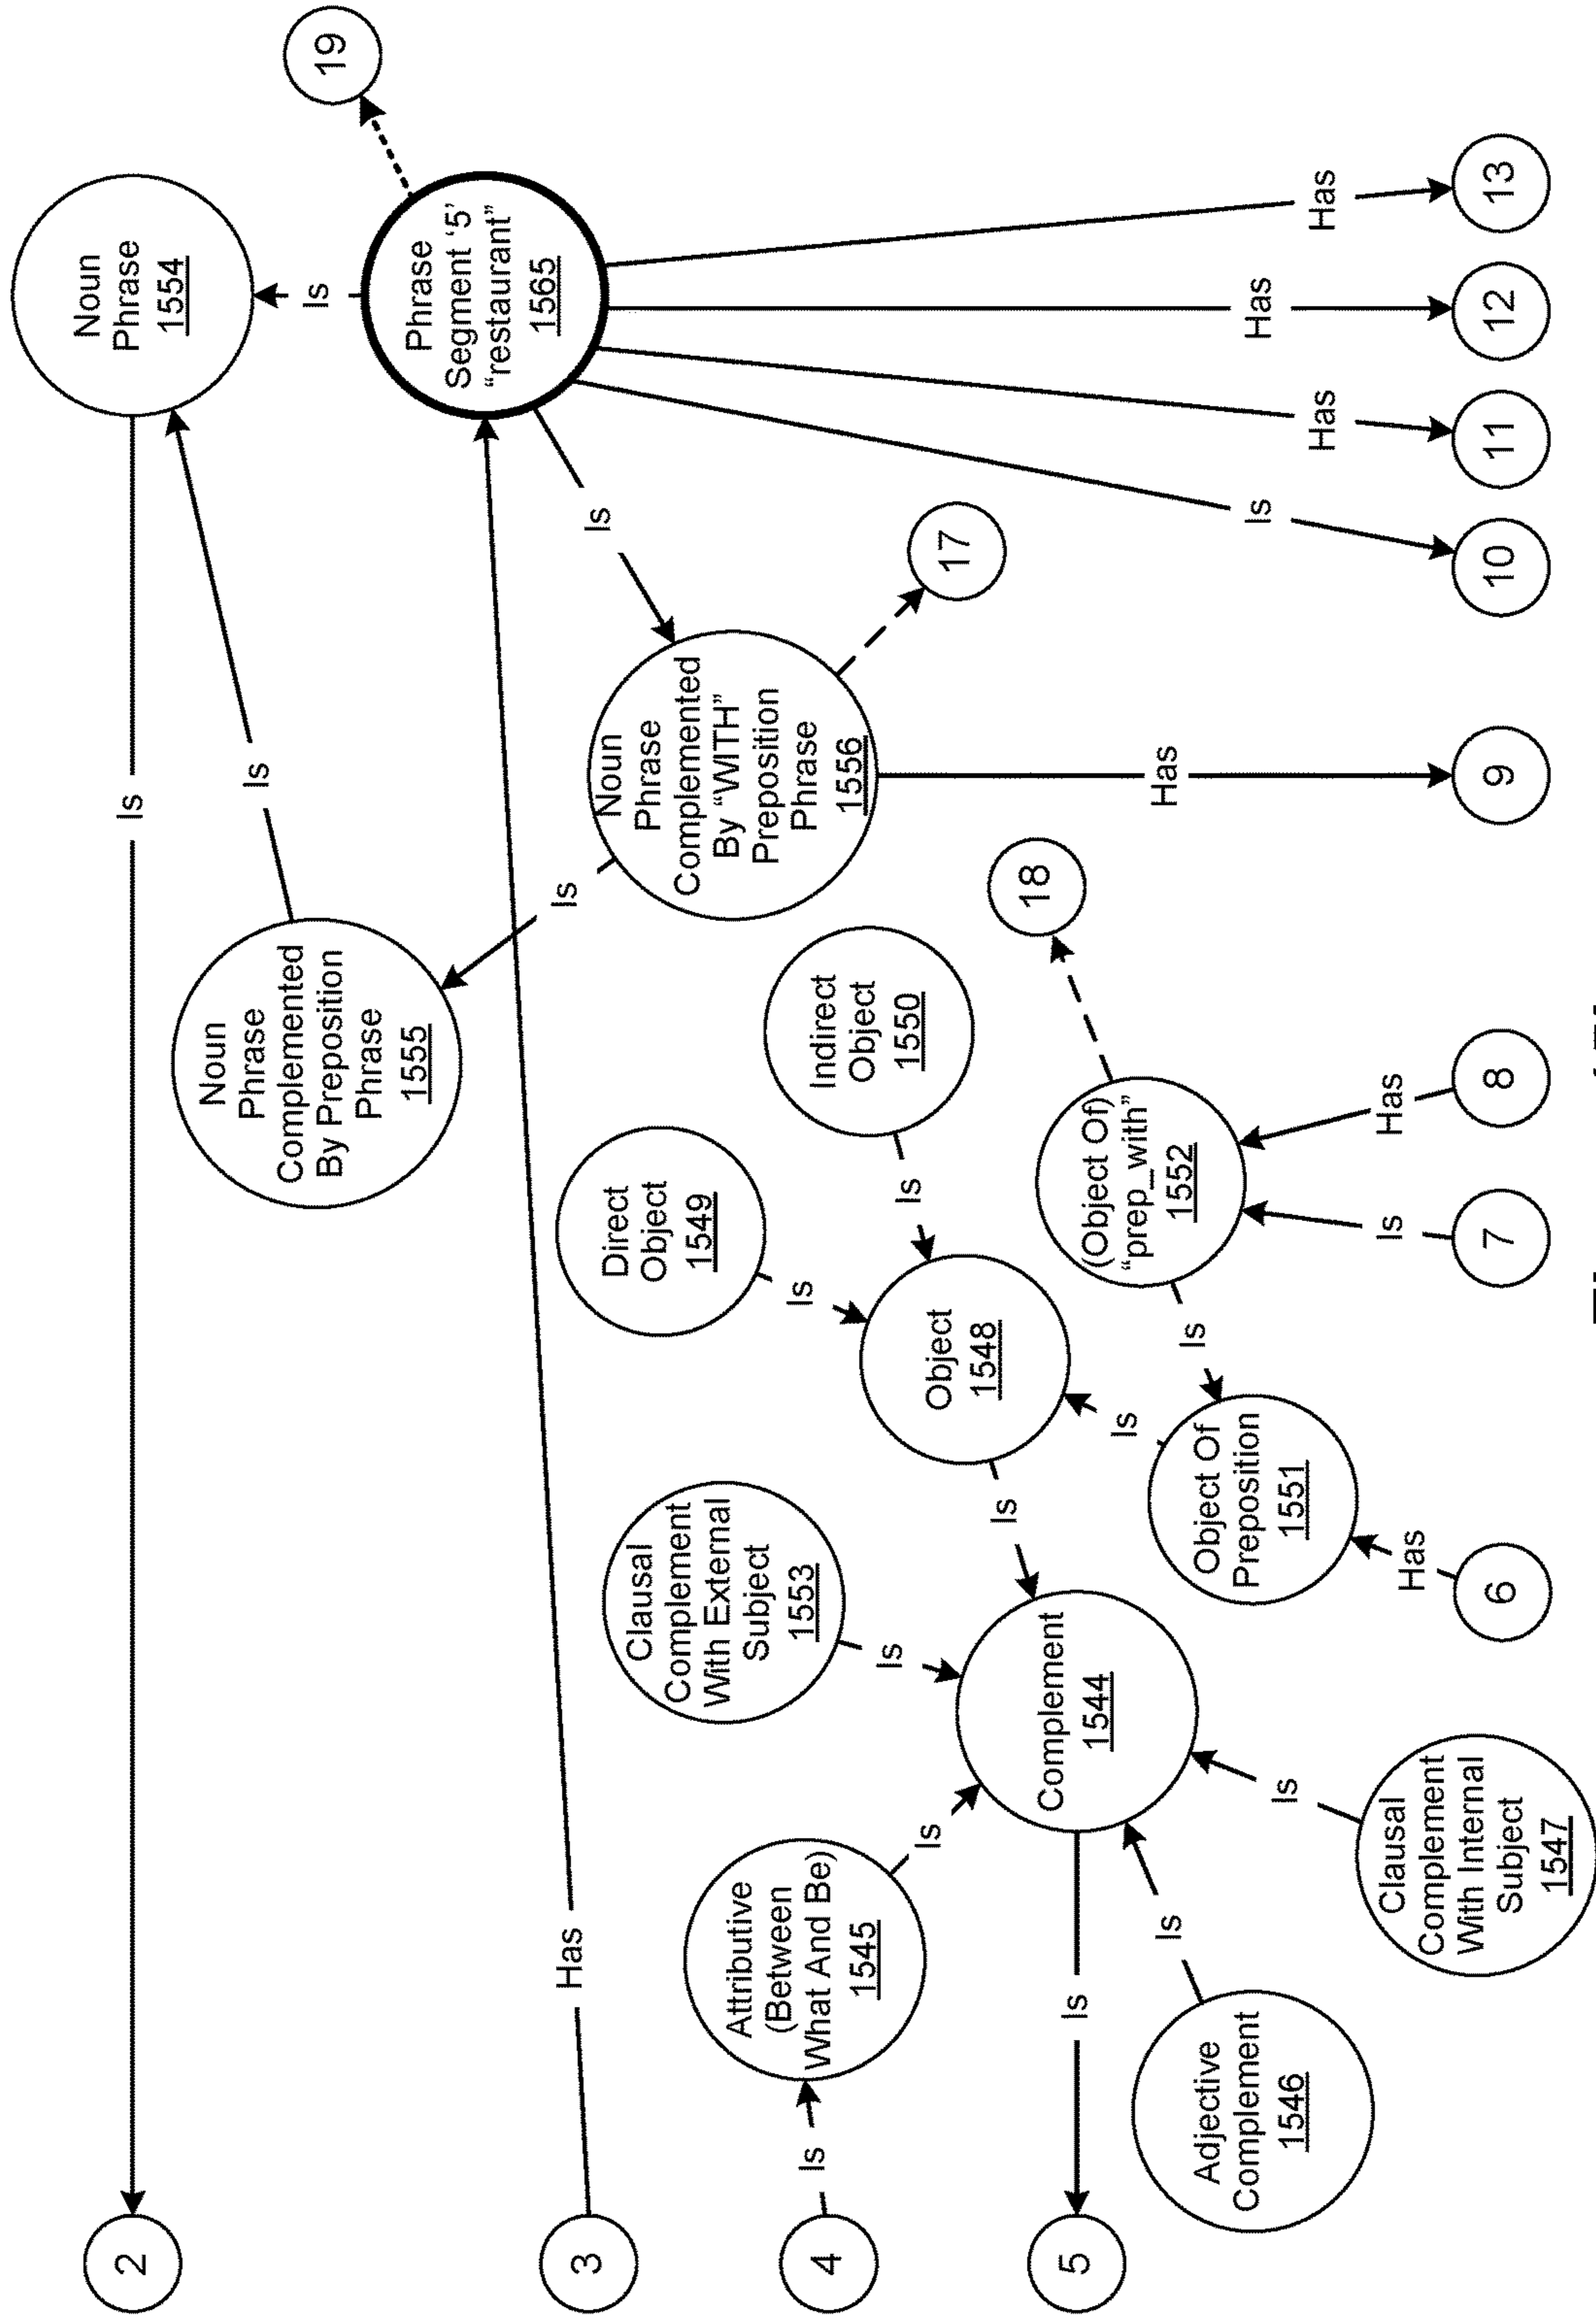 2
Is
Noun
Phrase
1554
19
Noun
Phrase
Complemented
By Preposition
Phrase
1555
Is
Is
Phrase
Segment ‘5’
“restaurant”
1565
3
Has
Is
Is
Direct
Object
1549
Noun
Phrase
Complemented
By “WITH”
Preposition
Phrase
1556
Clausal
Complement
With External
Subject
1553
4
Is
Attributive
(Between
What And Be)
1545
Is
Is
Indirect
Object
1550
Is
Is
Object
1548
17
Is
18
5
Is
Complement
1544
Is
(Object Of)
“prep_with”
1552
Is
Is
Adjective
Complement
1546
Object Of
Preposition
1551
Has
Is
Is
Is
Has
Has
Has
Has
Has
Is
Clausal
Complement
With Internal
Subject
1547
6
7
8
9
10
11
12
13